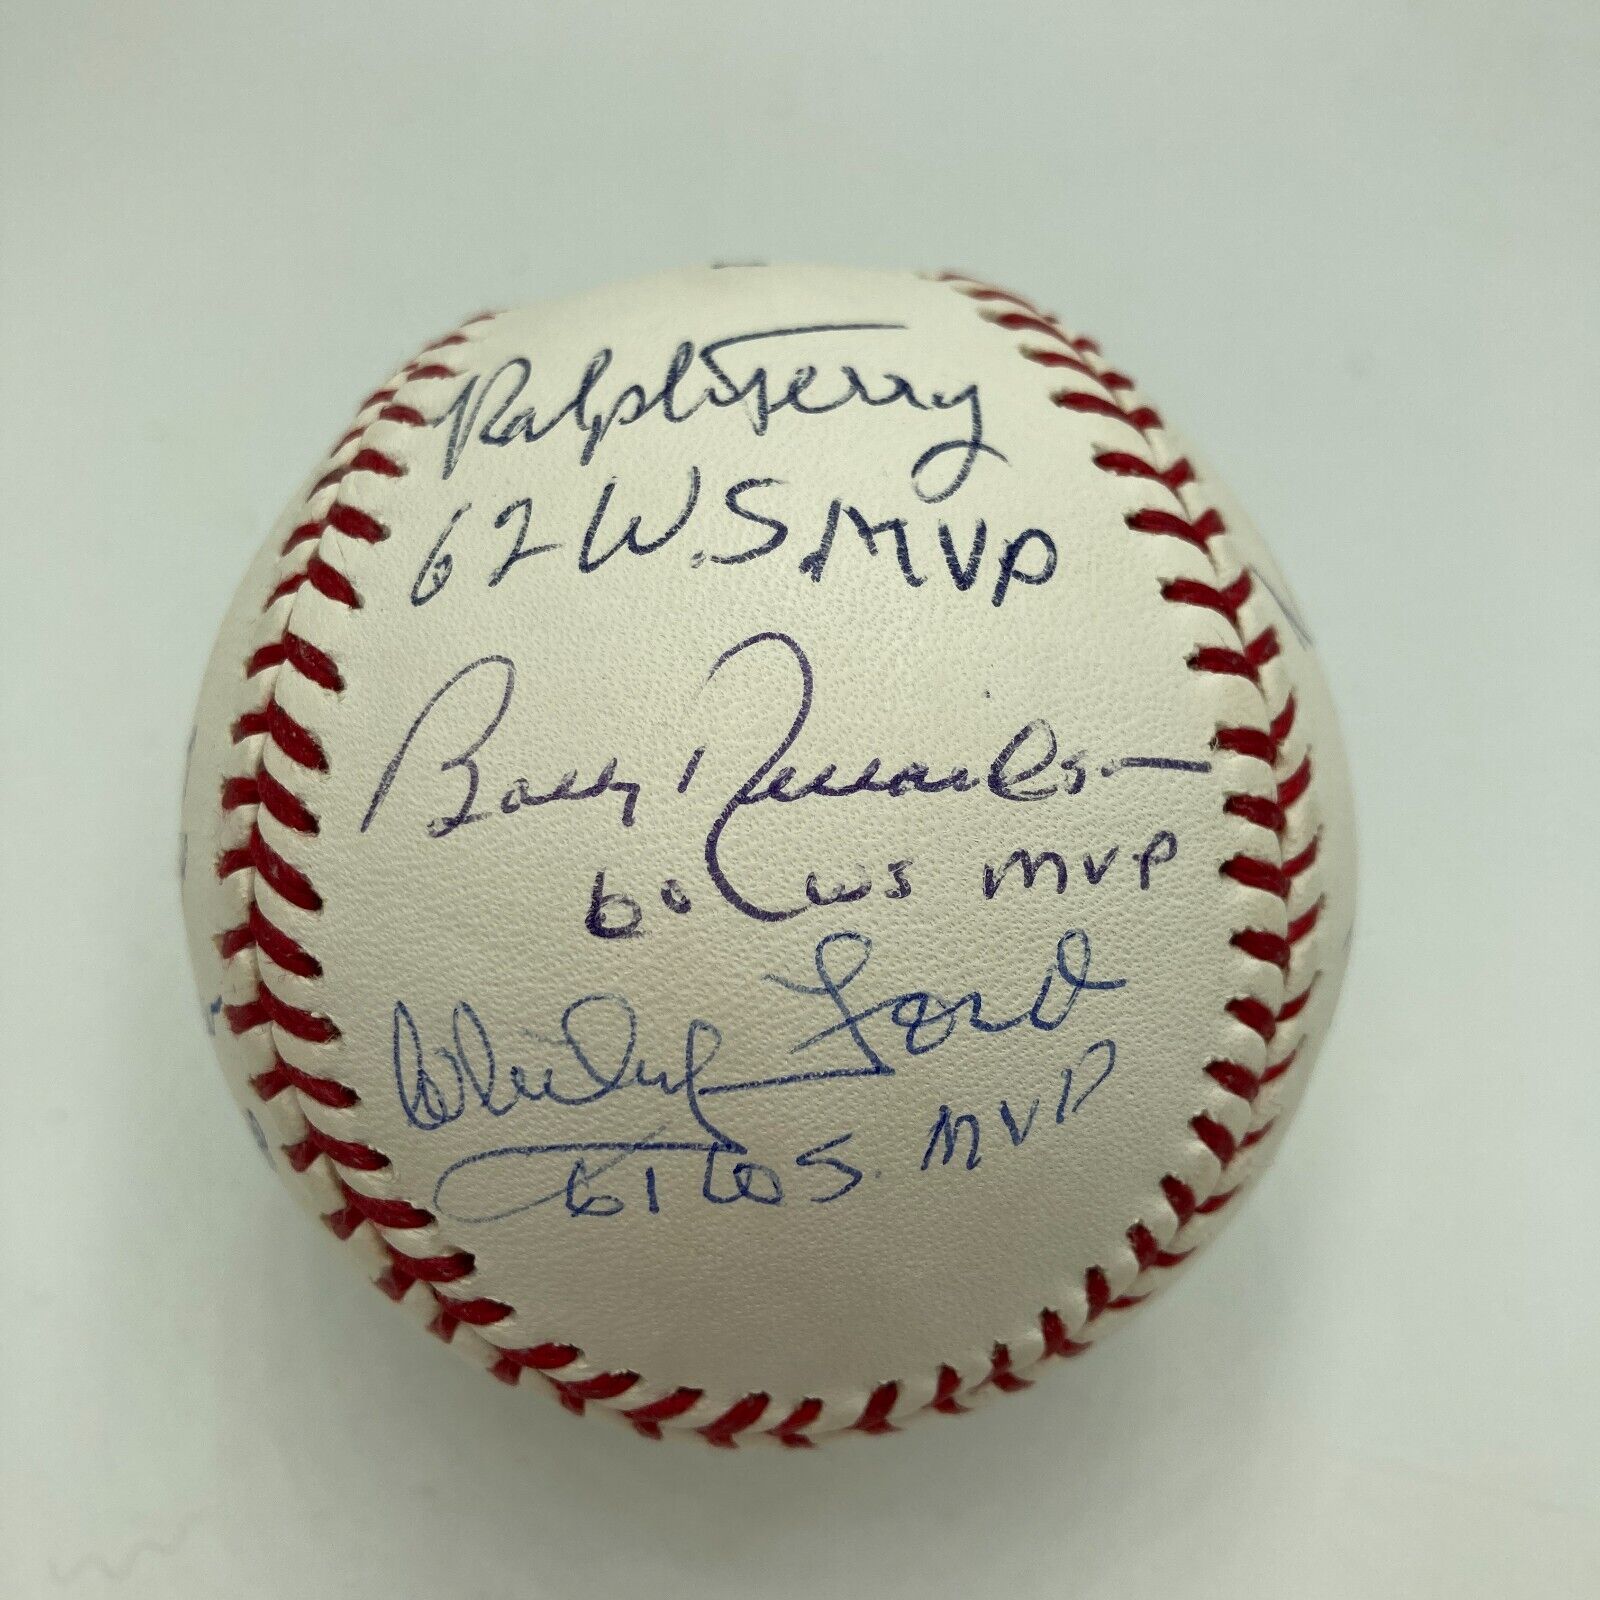 Ralph Terry
62 W.S. MVP
Bobby Richardson
60 WS MVP
Whitey Ford
61 WS. MVP